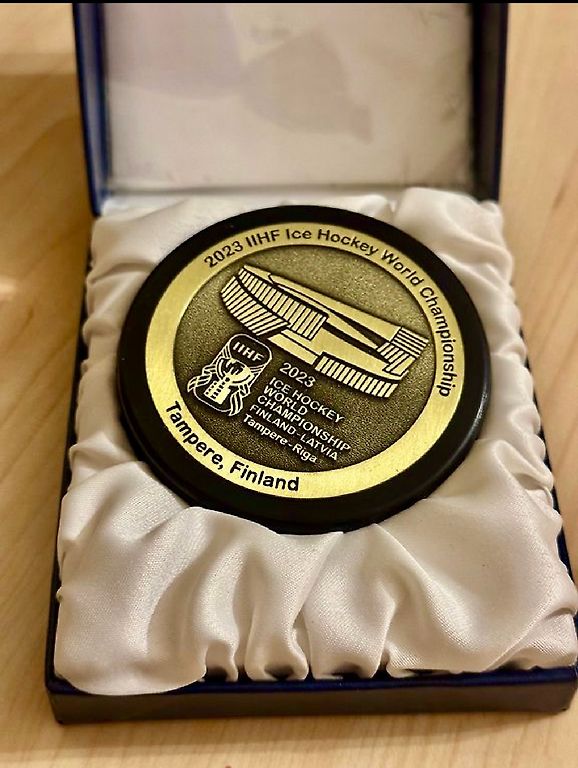 2023 IIHF Ice Hockey World Championship
IIHF
2023
ICE HOCKEY
WORLD
CHAMPIONSHIP
FINLAND - LATVIA
Tampere - Riga
Tampere, Finland